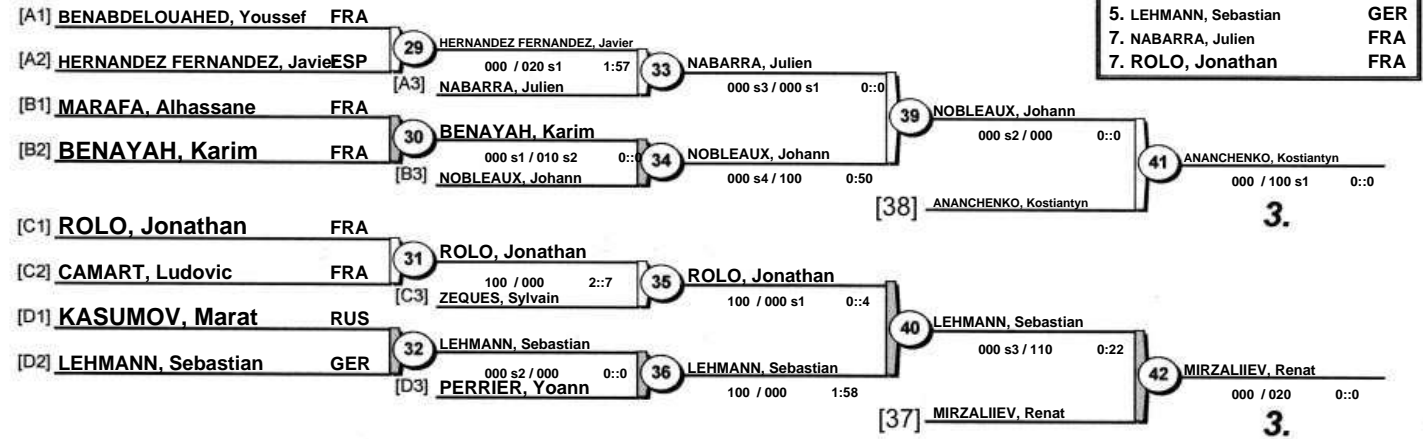 [A1] BENABDELOUAHED, Youssef FRA
[A2] HERNANDEZ FERNANDEZ, Javie ESP
29
HERNANDEZ FERNANDEZ, Javier
000 / 020 s1 1:57
[A3] NABARRA, Julien
33
NABARRA, Julien
000 s3 / 000 s1 0::0
[B1] MARAFA, Alhassane FRA
[B2] BENAYAH, Karim FRA
30
BENAYAH, Karim
000 s1 / 010 s2 0::0
[B3] NOBLEAUX, Johann
34
NOBLEAUX, Johann
000 s4 / 100 0:50
39
NOBLEAUX, Johann
000 s2 / 000 0::0
[38] ANANCHENKO, Kostiantyn
41
ANANCHENKO, Kostiantyn
000 / 100 s1 0::0
3.
[C1] ROLO, Jonathan FRA
[C2] CAMART, Ludovic FRA
31
ROLO, Jonathan
100 / 000 2::7
[C3] ZEQUES, Sylvain
35
ROLO, Jonathan
100 / 000 s1 0::4
[D1] KASUMOV, Marat RUS
[D2] LEHMANN, Sebastian GER
32
LEHMANN, Sebastian
000 s2 / 000 0::0
[D3] PERRIER, Yoann
36
LEHMANN, Sebastian
100 / 000 1:58
40
LEHMANN, Sebastian
000 s3 / 110 0:22
[37] MIRZALIIEV, Renat
42
MIRZALIIEV, Renat
000 / 020 0::0
3.
5. LEHMANN, Sebastian GER
7. NABARRA, Julien FRA
7. ROLO, Jonathan FRA